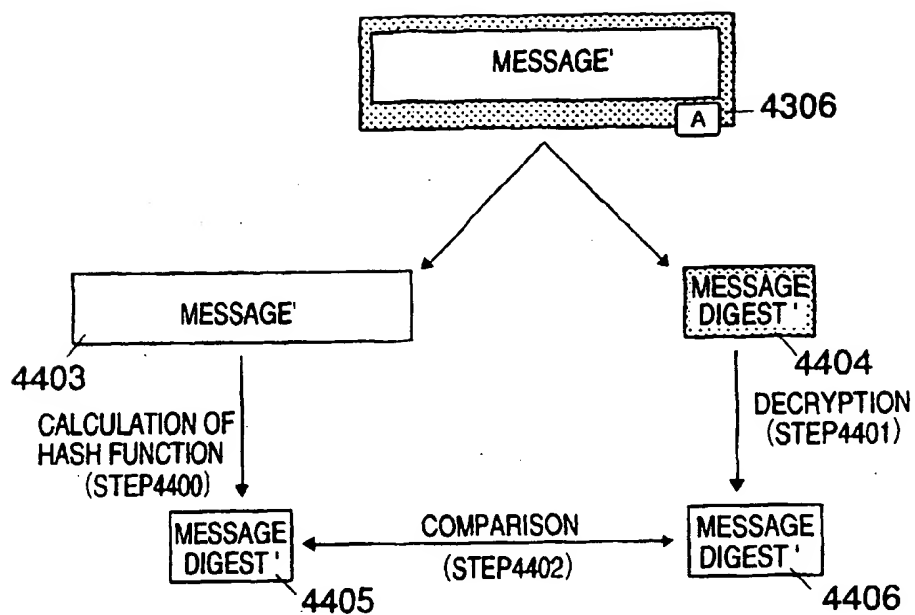 MESSAGE'
A
4306
MESSAGE'
4403
MESSAGE
DIGEST '
4404
CALCULATION OF
HASH FUNCTION
(STEP4400)
DECRYPTION
(STEP4401)
MESSAGE
DIGEST '
4405
COMPARISON
(STEP4402)
MESSAGE
DIGEST '
4406